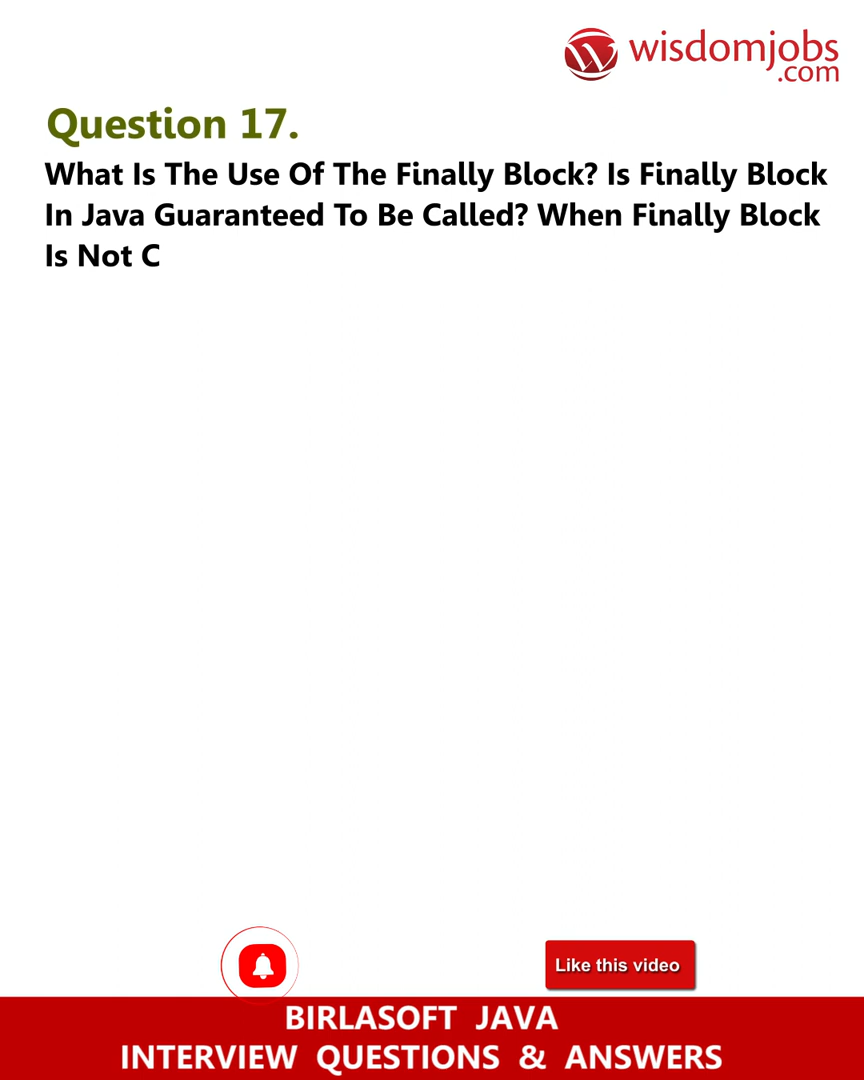 wisdomjobs
.com
Question 17.
What Is The Use Of The Finally Block? Is Finally Block
In Java Guaranteed To Be Called? When Finally Block
Is Not C
Like this video
BIRLASOFT JAVA
INTERVIEW QUESTIONS & ANSWERS